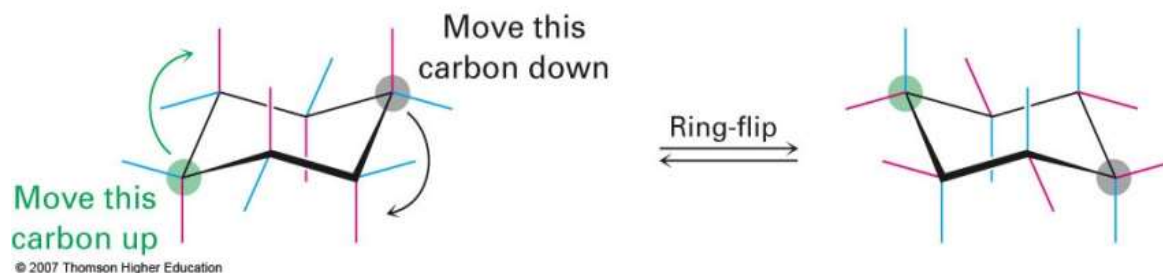 Move this
carbon down
Ring-flip
Move this
carbon up
© 2007 Thomson Higher Education